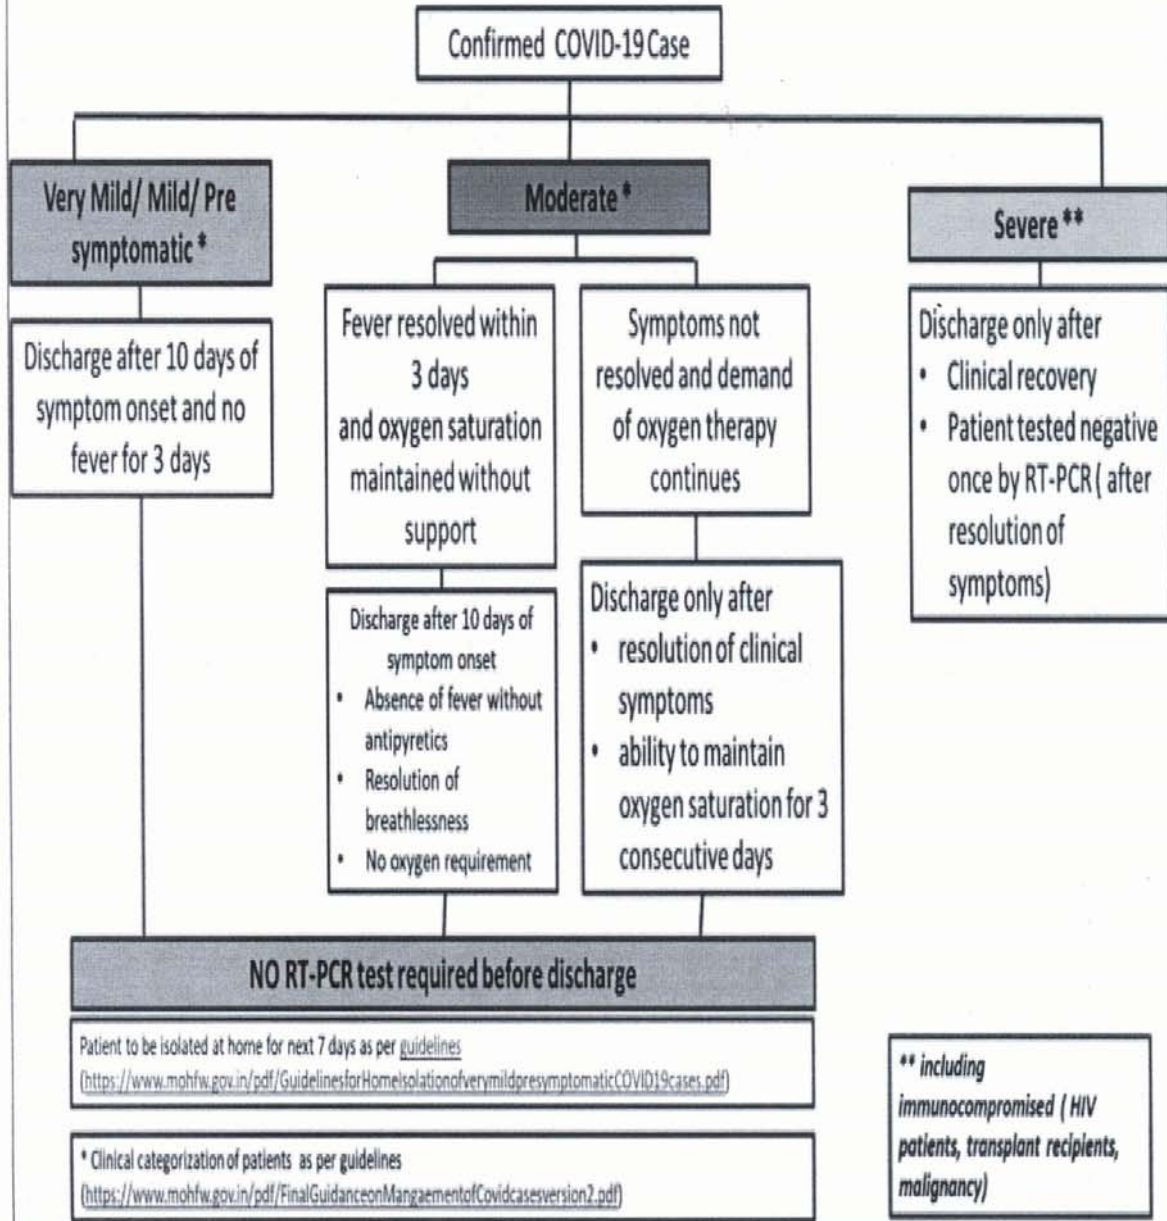 Confirmed COVID-19 Case
Very Mild/ Mild/ Pre
symptomatic *
Discharge after 10 days of
symptom onset and no
fever for 3 days
Moderate *
Fever resolved within
3 days
and oxygen saturation
maintained without
support
Discharge after 10 days of
symptom onset
• Absence of fever without
antipyretics
• Resolution of
breathlessness
• No oxygen requirement
Symptoms not
resolved and demand
of oxygen therapy
continues
Discharge only after
• resolution of clinical
symptoms
• ability to maintain
oxygen saturation for 3
consecutive days
Severe **
Discharge only after
• Clinical recovery
• Patient tested negative
once by RT-PCR ( after
resolution of
symptoms)
NO RT-PCR test required before discharge
Patient to be isolated at home for next 7 days as per guidelines
(https://www.mohfw.gov.in/pdf/GuidelinesforHomeIsolationofverymildpresymptomaticCOVID19cases.pdf)
* Clinical categorization of patients as per guidelines
(https://www.mohfw.gov.in/pdf/FinalGuidanceonMangaementofCovidcasesversion2.pdf)
** including
immunocompromised ( HIV
patients, transplant recipients,
malignancy)